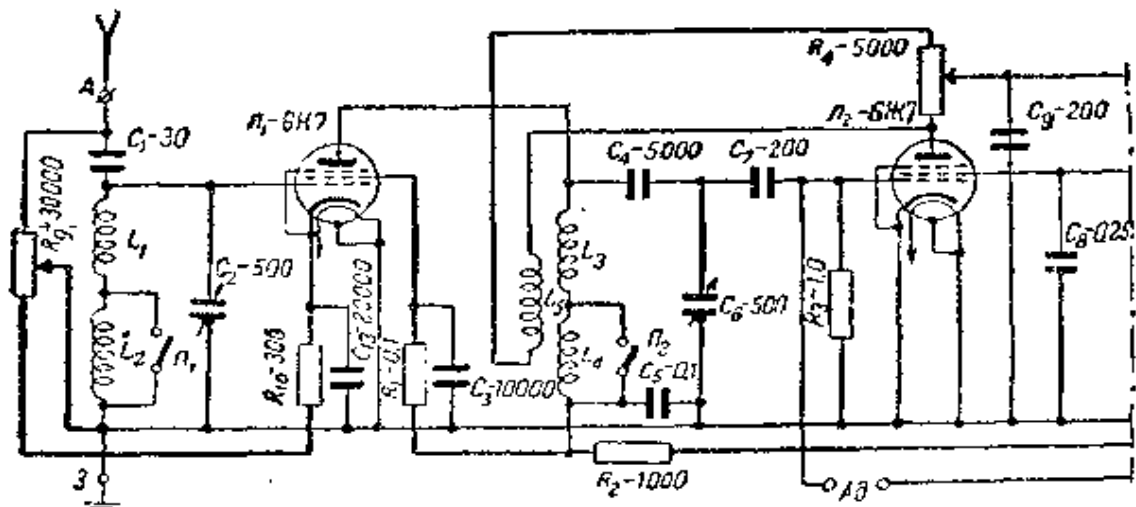 A
C₁-30
R₉-30000
L₁
L₂
П₁
C₂-500
З
Л₁-6К7
R₁₀-300
C₁₃-20000
R₁-0,1
C₃-10000
L₅
L₃
L₄
П₂
C₄-5000
C₅-0,1
C₆-500
C₇-200
R₂-1000
R₃-1,0
Ад
R₄-5000
Л₂-6Ж7
C₉-200
C₈-0,25